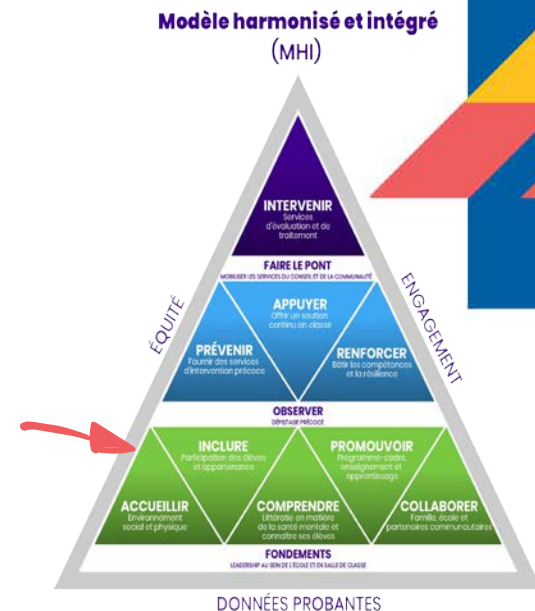 Modèle harmonisé et intégré
(MHI)
INTERVENIR
Services
d'évaluation et de
traitement
FAIRE LE PONT
MOBILISER LES SERVICES DU CONSEIL ET DE LA COMMUNAUTÉ
ÉQUITÉ
ENGAGEMENT
APPUYER
Offrir un soutien
continu en classe
PRÉVENIR
Fournir des services
d'intervention précoce
RENFORCER
Bâtir les compétences
et la résilience
OBSERVER
DÉPISTAGE PRÉCOCE
INCLURE
Participation des élèves
et appartenance
PROMOUVOIR
Programme-cadre,
enseignement et
apprentissage
ACCUEILLIR
Environnement
social et physique
COMPRENDRE
Littératie en matière
de la santé mentale et
connaître ses élèves
COLLABORER
Famille, école et
partenaires communautaires
FONDEMENTS
LEADERSHIP AU SEIN DE L'ÉCOLE ET EN SALLE DE CLASSE
DONNÉES PROBANTES